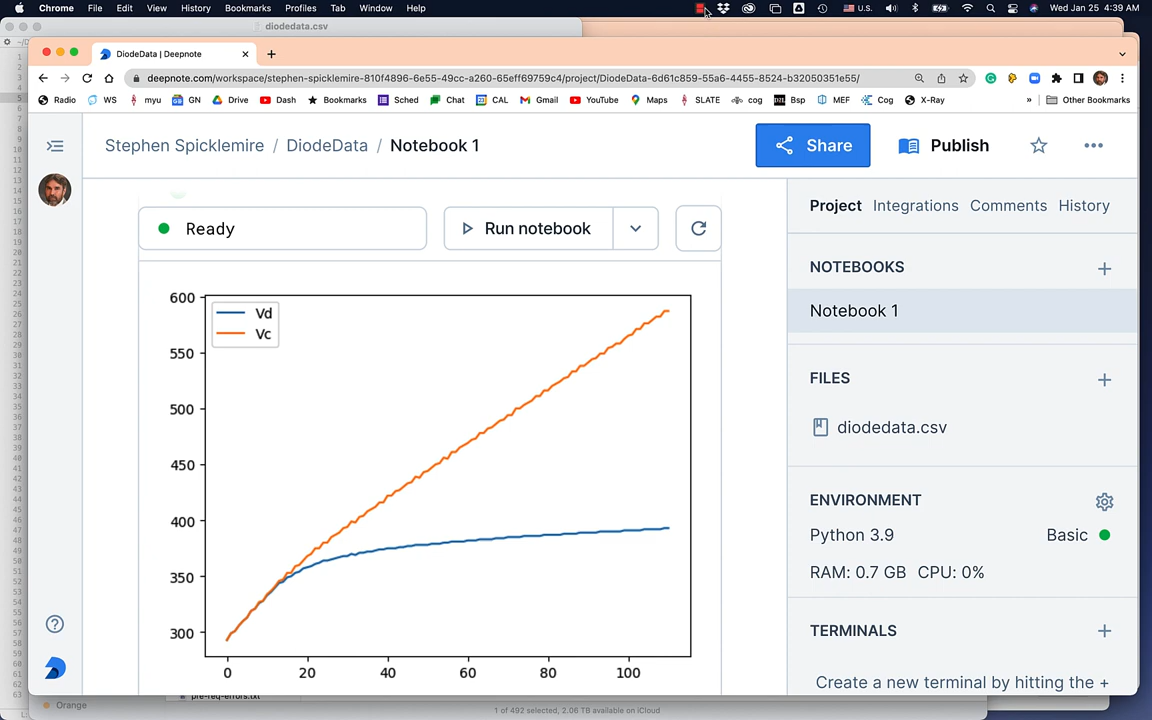 Chrome File Edit View History Bookmarks Profiles Tab Window Help U.S. Wed Jan 25 4:39 AM
diodedata.csv
DiodeData | Deepnote
deepnote.com/workspace/stephen-spicklemire-810f4896-6e55-49cc-a260-65eff69759c4/project/DiodeData-6d61c859-55a6-4455-8524-b32050351e55/
Radio WS myu GN Drive Dash Bookmarks Sched Chat CAL Gmail YouTube Maps SLATE cog Bsp MEF Cog X-Ray » Other Bookmarks
Stephen Spicklemire / DiodeData / Notebook 1
Share
Publish
Project Integrations Comments History
Ready
Run notebook
NOTEBOOKS
Notebook 1
FILES
diodedata.csv
ENVIRONMENT
Python 3.9 Basic
RAM: 0.7 GB CPU: 0%
TERMINALS
Create a new terminal by hitting the +
Vd
Vc
600
550
500
450
400
350
300
0 20 40 60 80 100
pre-req-errors.txt
Orange
1 of 492 selected, 2.06 TB available on iCloud